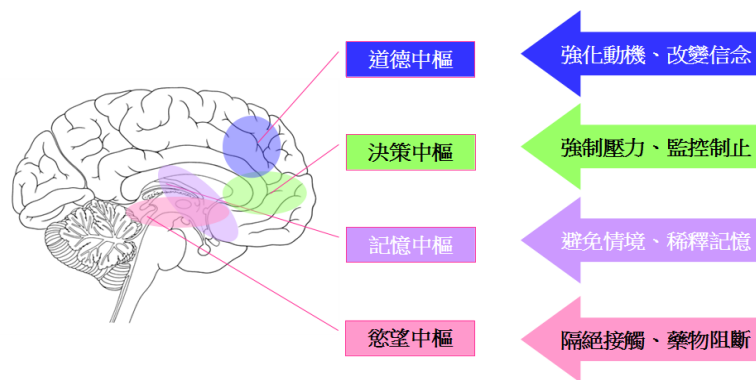 道德中樞
強化動機、改變信念
決策中樞
強制壓力、監控制止
記憶中樞
避免情境、稀釋記憶
慾望中樞
隔絕接觸、藥物阻斷